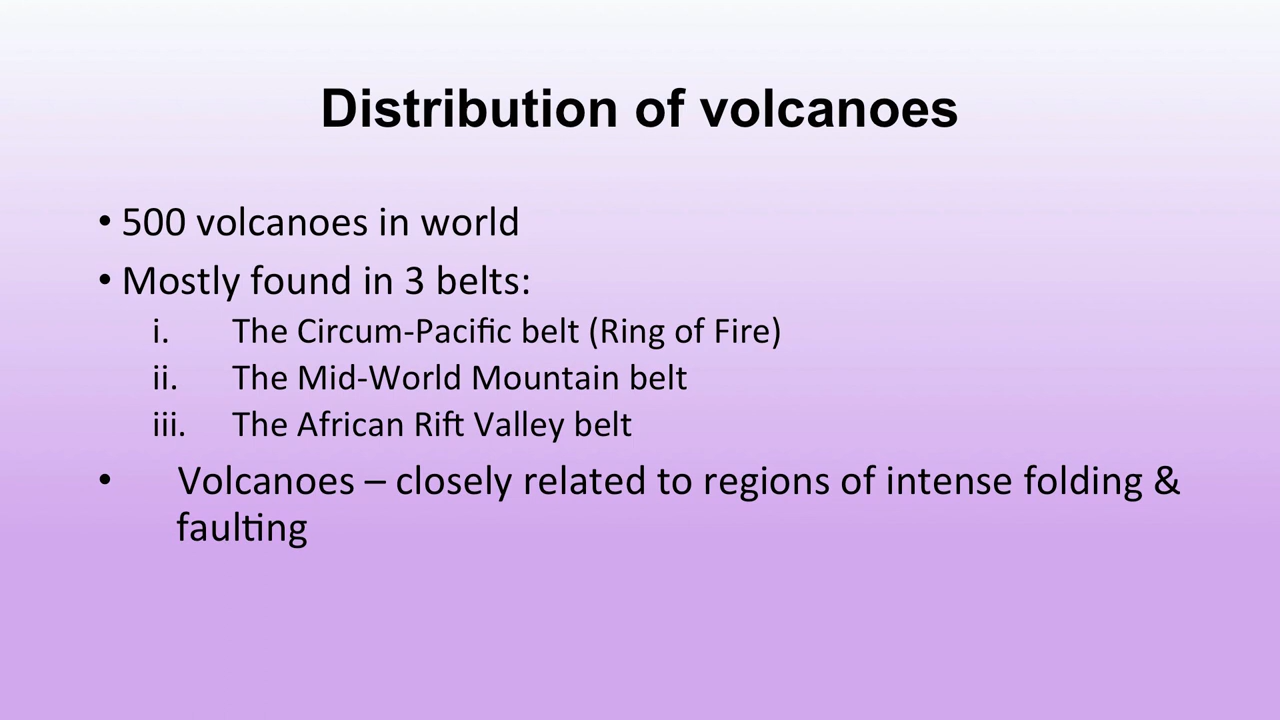 Distribution of volcanoes
• 500 volcanoes in world
• Mostly found in 3 belts:
i. The Circum-Pacific belt (Ring of Fire)
ii. The Mid-World Mountain belt
iii. The African Rift Valley belt
• Volcanoes – closely related to regions of intense folding &
faulting